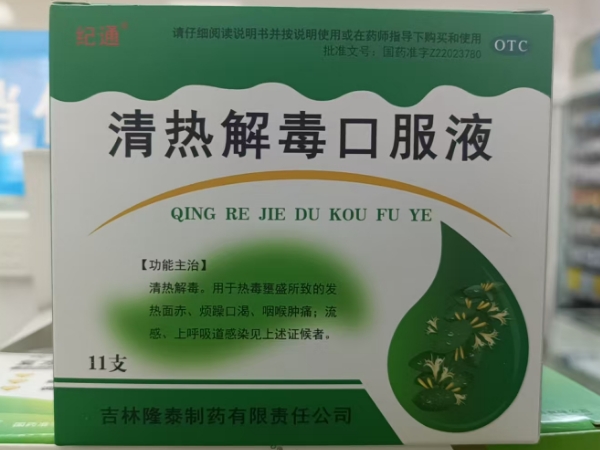 纪通
请仔细阅读说明书并按说明使用或在药师指导下购买和使用
批准文号：国药准字Z22023780
OTC
清热解毒口服液
QING RE JIE DU KOU FU YE
【功能主治】
清热解毒。用于热毒壅盛所致的发
热面赤、烦躁口渴、咽喉肿痛；流
感、上呼吸道感染见上述证候者。
11支
吉林隆泰制药有限责任公司